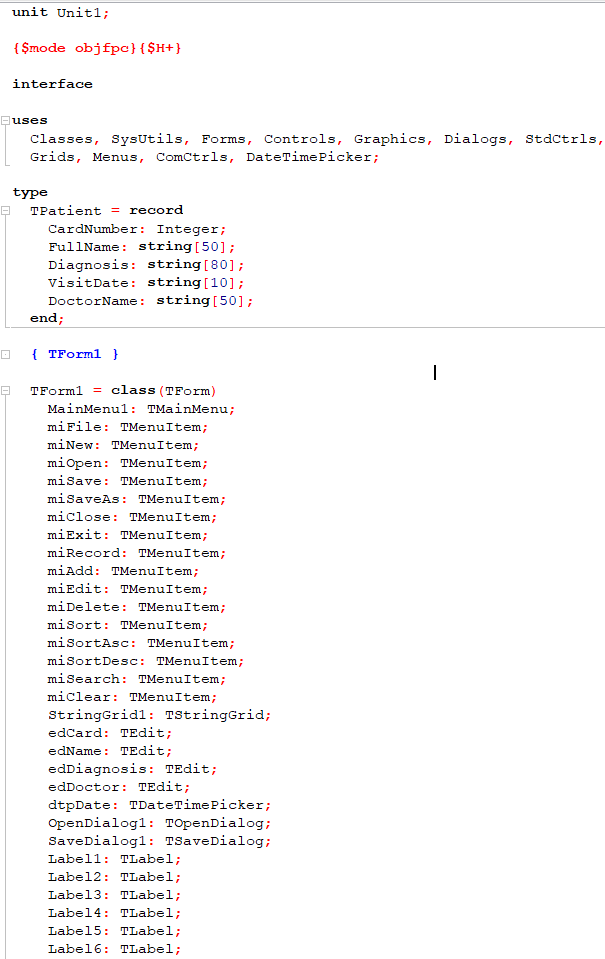 unit Unit1;
{$mode objfpc}{$H+}
interface
uses
Classes, SysUtils, Forms, Controls, Graphics, Dialogs, StdCtrls,
Grids, Menus, ComCtrls, DateTimePicker;
type
TPatient = record
CardNumber: Integer;
FullName: string[50];
Diagnosis: string[80];
VisitDate: string[10];
DoctorName: string[50];
end;
{ TForm1 }
TForm1 = class(TForm)
MainMenu1: TMainMenu;
miFile: TMenuItem;
miNew: TMenuItem;
miOpen: TMenuItem;
miSave: TMenuItem;
miSaveAs: TMenuItem;
miClose: TMenuItem;
miExit: TMenuItem;
miRecord: TMenuItem;
miAdd: TMenuItem;
miEdit: TMenuItem;
miDelete: TMenuItem;
miSort: TMenuItem;
miSortAsc: TMenuItem;
miSortDesc: TMenuItem;
miSearch: TMenuItem;
miClear: TMenuItem;
StringGrid1: TStringGrid;
edCard: TEdit;
edName: TEdit;
edDiagnosis: TEdit;
edDoctor: TEdit;
dtpDate: TDateTimePicker;
OpenDialog1: TOpenDialog;
SaveDialog1: TSaveDialog;
Label1: TLabel;
Label2: TLabel;
Label3: TLabel;
Label4: TLabel;
Label5: TLabel;
Label6: TLabel;